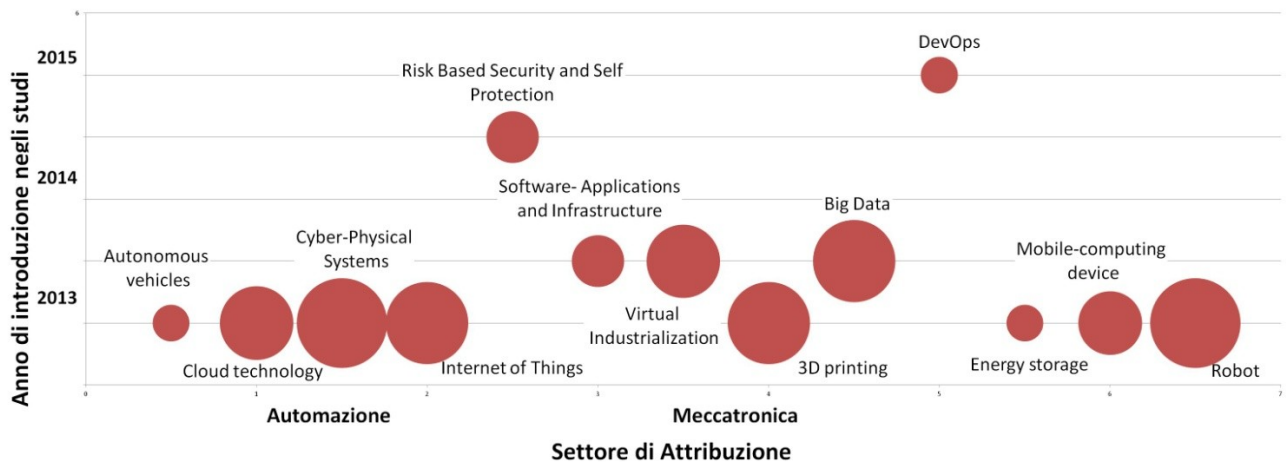 6
2015
DevOps
Risk Based Security and Self
Protection
2014
Software- Applications
and Infrastructure
Big Data
Cyber-Physical
Systems
Autonomous
vehicles
Mobile-computing
device
2013
Virtual
Industrialization
Cloud technology
Internet of Things
3D printing
Energy storage
Robot
0 1 2 3 4 5 6 7
Automazione
Meccatronica
Settore di Attribuzione
Anno di introduzione negli studi